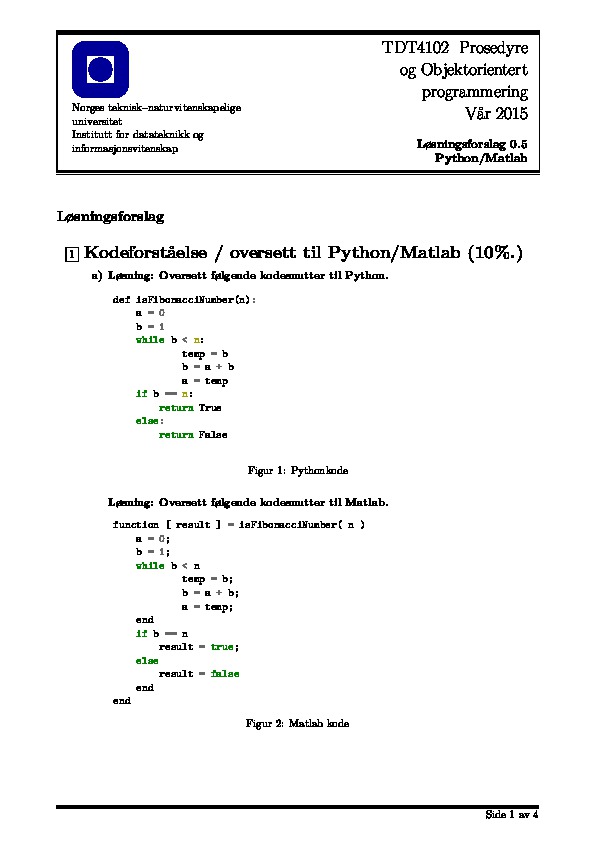 TDT4102 Prosedyre
og Objektorientert
programmering
Vår 2015
Norges teknisk–naturvitenskapelige
universitet
Institutt for datateknikk og
informasjonsvitenskap
Løsningsforslag 0.5
Python/Matlab
Løsningsforslag
1 Kodeforståelse / oversett til Python/Matlab (10%.)
a) Løsning: Oversett følgende kodesnutter til Python.
def isFibonacciNumber(n):
a = 0
b = 1
while b < n:
temp = b
b = a + b
a = temp
if b == n:
return True
else:
return False
Figur 1: Pythonkode
Løsning: Oversett følgende kodesnutter til Matlab.
function [ result ] = isFibonacciNumber( n )
a = 0;
b = 1;
while b < n
temp = b;
b = a + b;
a = temp;
end
if b == n
result = true;
else
result = false
end
end
Figur 2: Matlab kode
Side 1 av 4